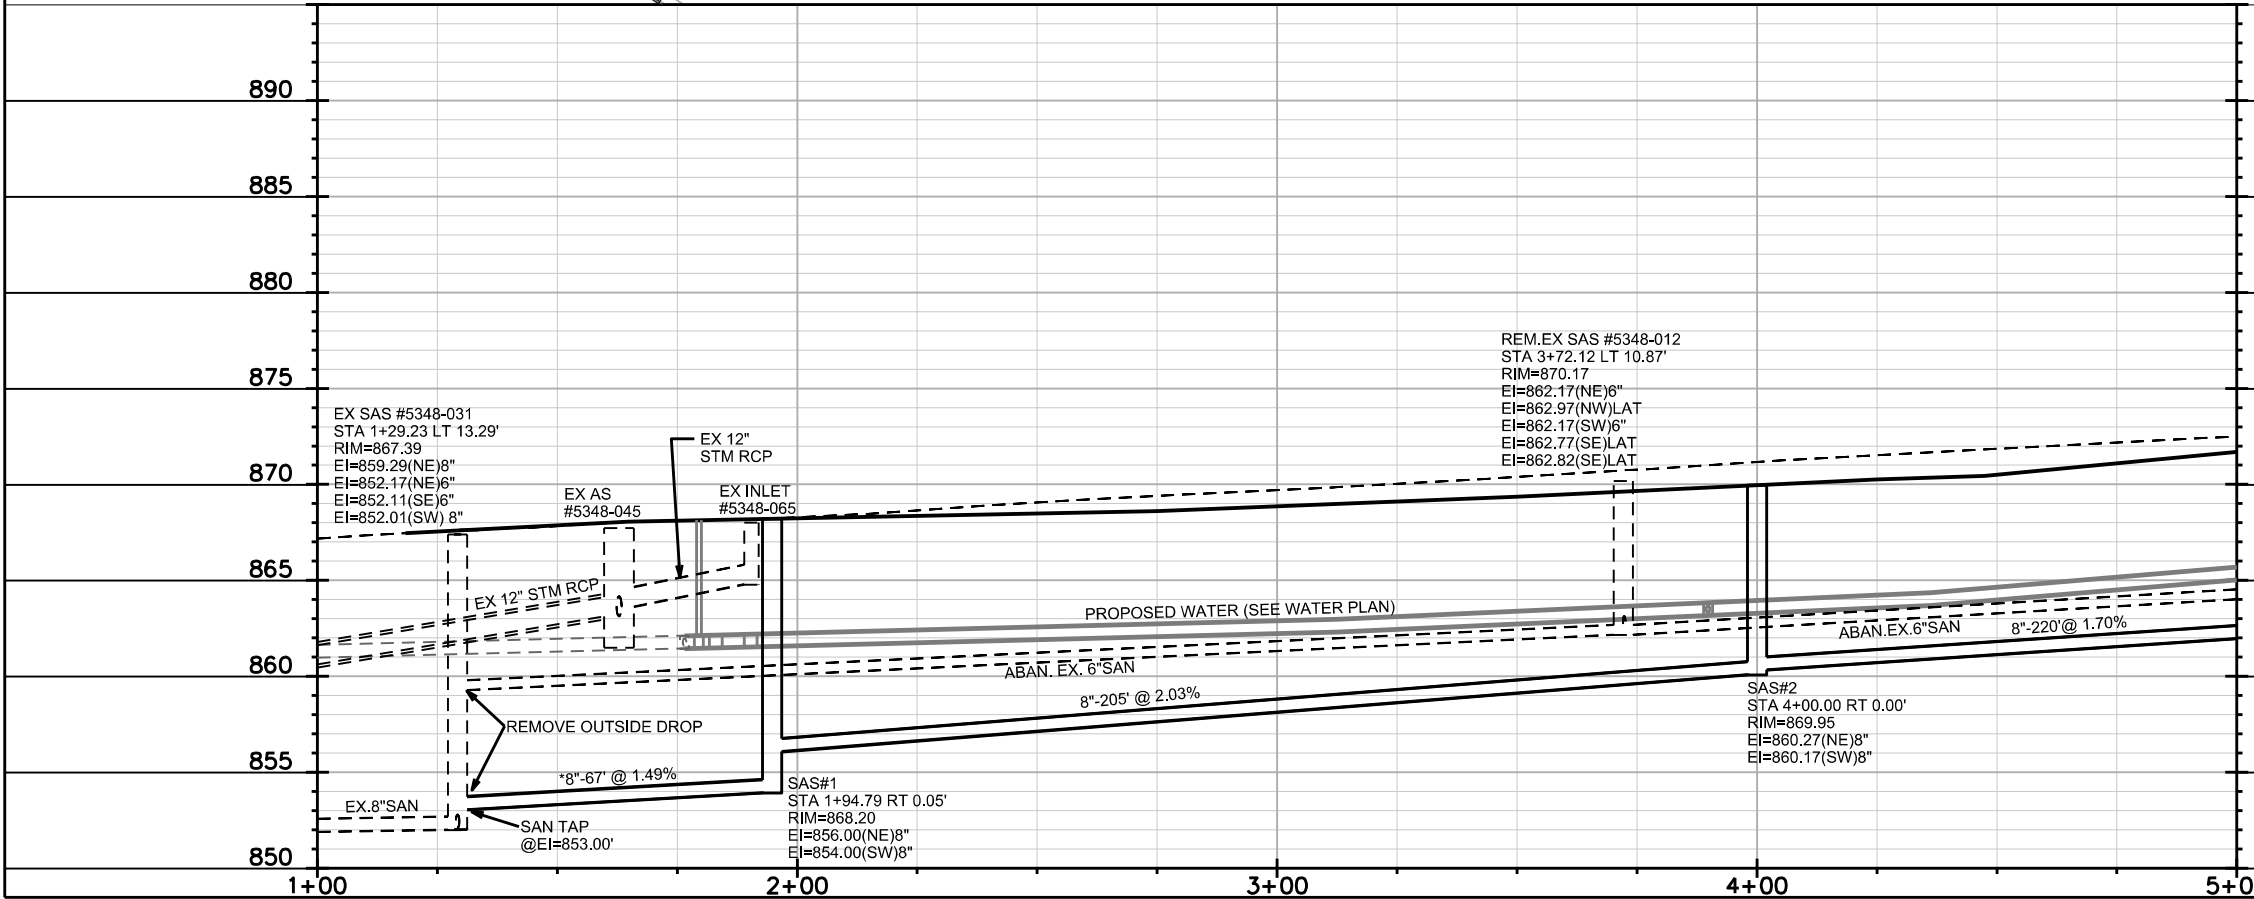 890
885
880
875
870
865
860
855
850
1+00
2+00
3+00
4+00
5+0
EX SAS #5348-031
STA 1+29.23 LT 13.29'
RIM=867.39
EI=859.29(NE)8"
EI=852.17(NE)6"
EI=852.11(SE)6"
EI=852.01(SW) 8"
EX AS
#5348-045
EX 12"
STM RCP
EX INLET
#5348-065
REM.EX SAS #5348-012
STA 3+72.12 LT 10.87'
RIM=870.17
EI=862.17(NE)6"
EI=862.97(NW)LAT
EI=862.17(SW)6"
EI=862.77(SE)LAT
EI=862.82(SE)LAT
EX 12" STM RCP
PROPOSED WATER (SEE WATER PLAN)
ABAN. EX. 6"SAN
ABAN.EX.6"SAN
8"-220'@ 1.70%
8"-205' @ 2.03%
REMOVE OUTSIDE DROP
*8"-67' @ 1.49%
EX.8"SAN
SAN TAP
@EI=853.00'
SAS#1
STA 1+94.79 RT 0.05'
RIM=868.20
EI=856.00(NE)8"
EI=854.00(SW)8"
SAS#2
STA 4+00.00 RT 0.00'
RIM=869.95
EI=860.27(NE)8"
EI=860.17(SW)8"